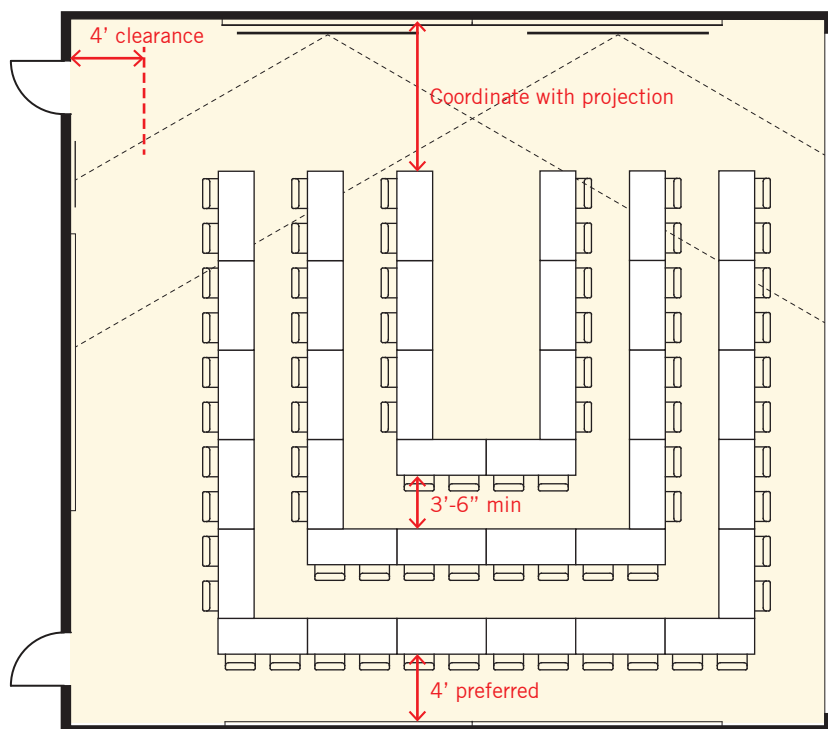 4’ clearance
Coordinate with projection
3’-6” min
4’ preferred